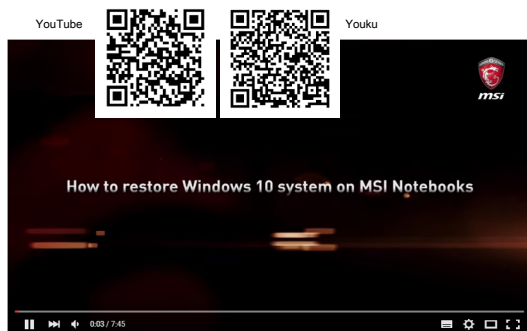 YouTube
Youku
msi
How to restore Windows 10 system on MSI Notebooks
0:03 / 7:45